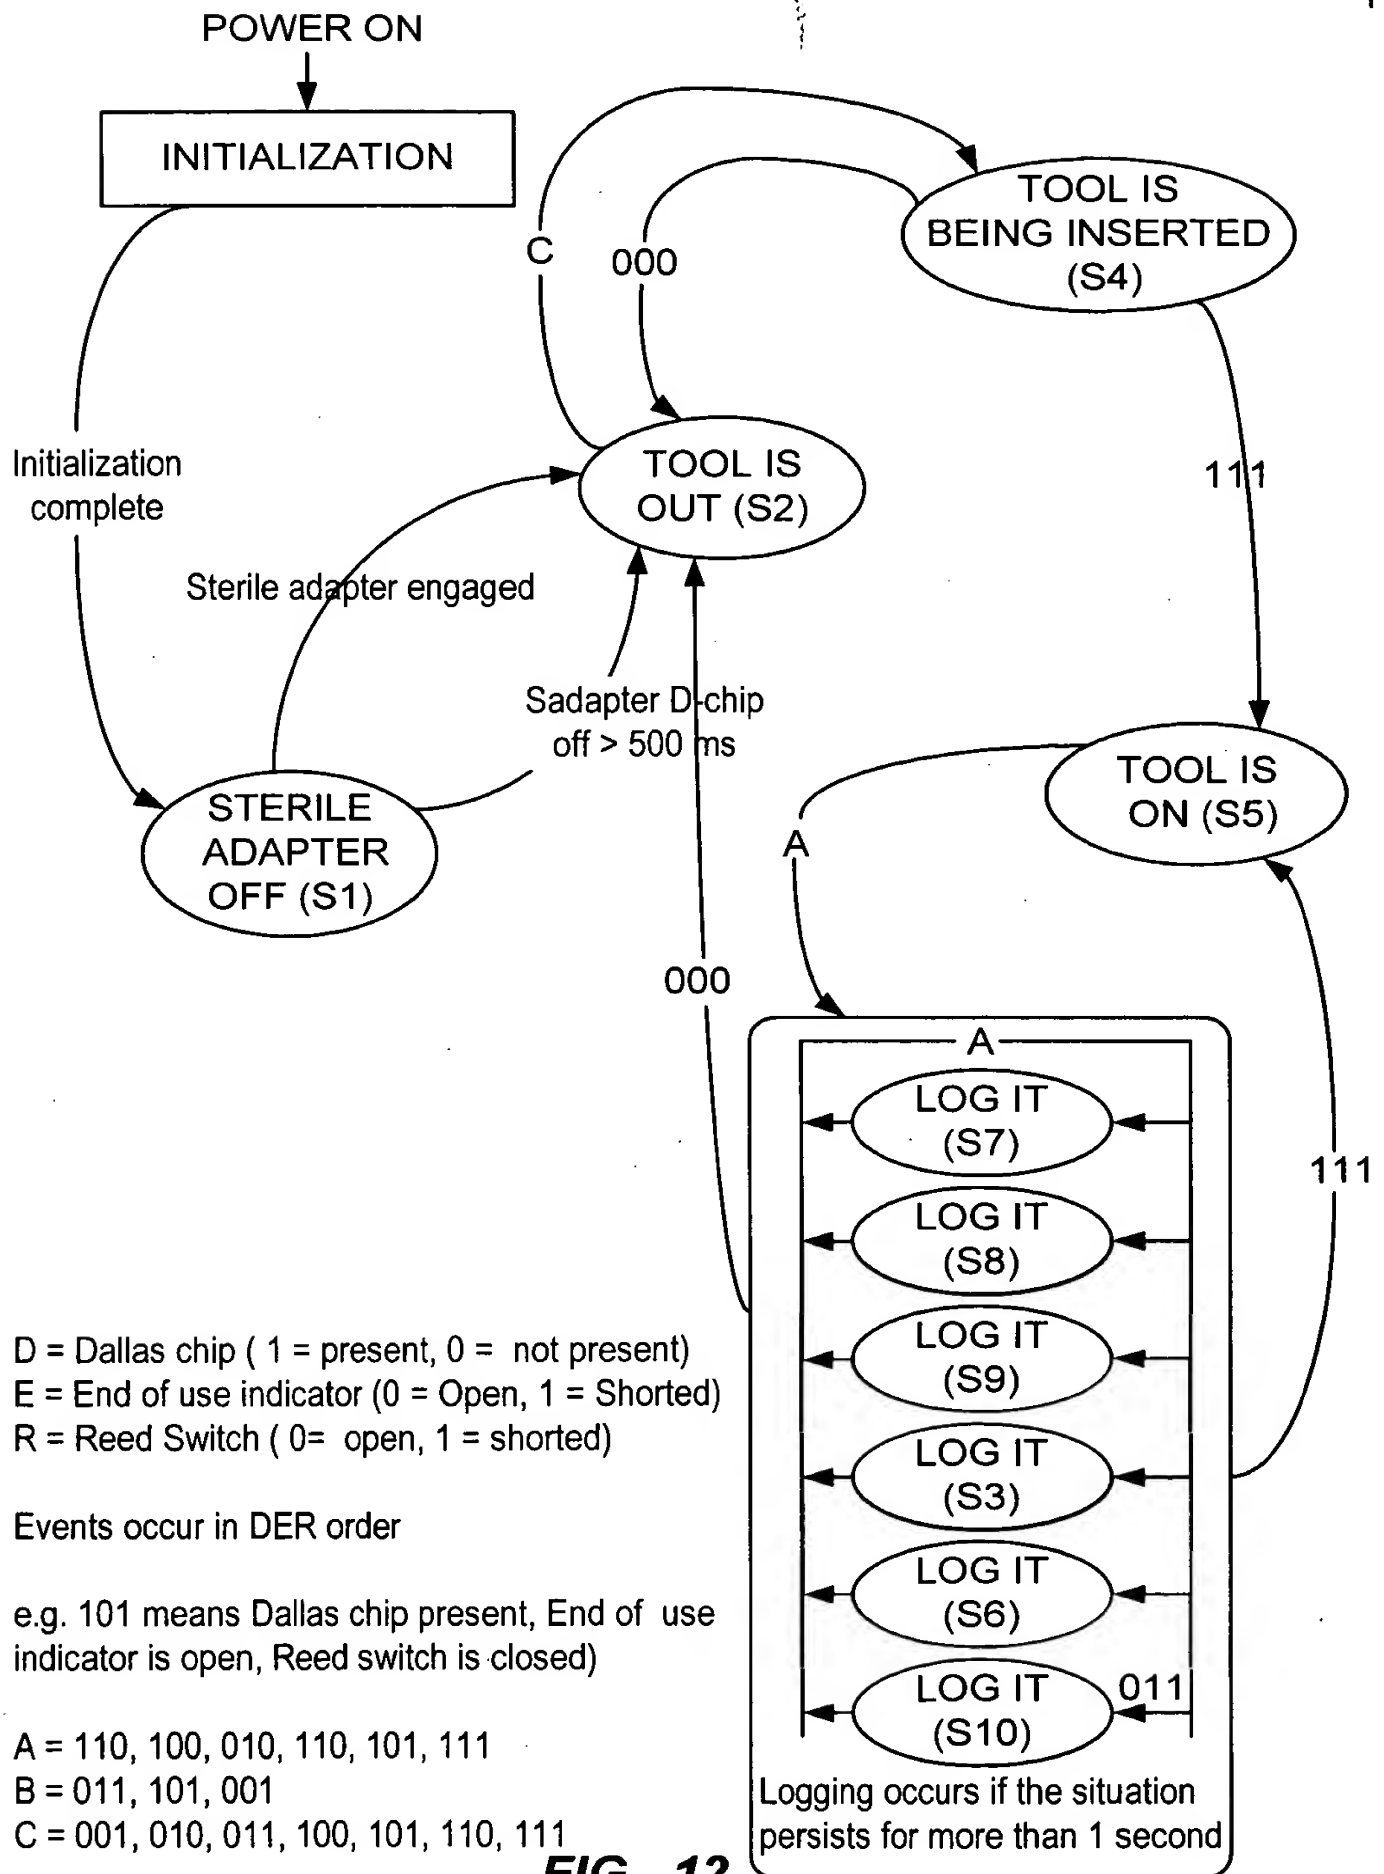 POWER ON
INITIALIZATION
TOOL IS
BEING INSERTED
(S4)
C
000
Initialization
complete
TOOL IS
OUT (S2)
111
Sterile adapter engaged
Sadapter D-chip
off > 500 ms
STERILE
ADAPTER
OFF (S1)
TOOL IS
ON (S5)
A
000
A
LOG IT
(S7)
LOG IT
(S8)
LOG IT
(S9)
LOG IT
(S3)
LOG IT
(S6)
LOG IT
(S10)
011
111
Logging occurs if the situation
persists for more than 1 second
D = Dallas chip ( 1 = present, 0 = not present)
E = End of use indicator (0 = Open, 1 = Shorted)
R = Reed Switch ( 0= open, 1 = shorted)
Events occur in DER order
e.g. 101 means Dallas chip present, End of use
indicator is open, Reed switch is closed)
A = 110, 100, 010, 110, 101, 111
B = 011, 101, 001
C = 001, 010, 011, 100, 101, 110, 111
FIG. 12